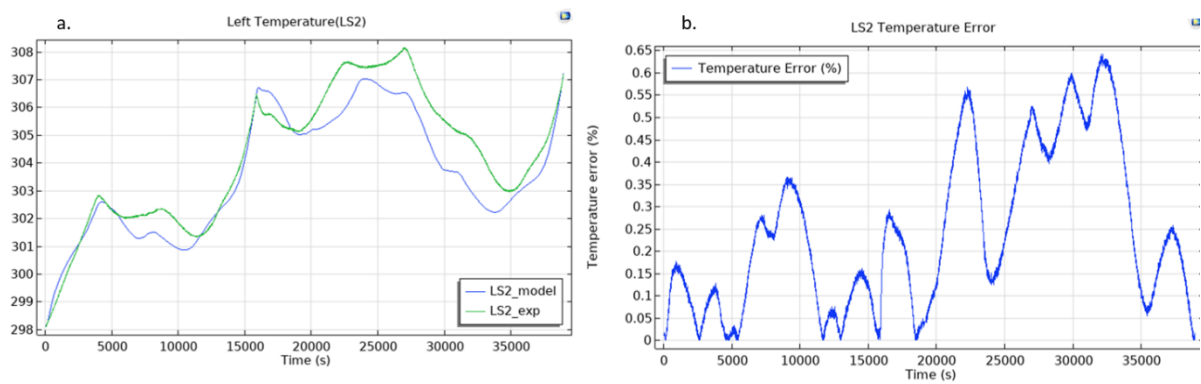 a.
Left Temperature(LS2)
308
307
306
305
304
303
302
301
300
299
298
LS2_model
LS2_exp
0 5000 10000 15000 20000 25000 30000 35000
Time (s)
b.
LS2 Temperature Error
Temperature error (%)
0.65
0.6
0.55
0.5
0.45
0.4
0.35
0.3
0.25
0.2
0.15
0.1
0.05
0
Temperature Error (%)
5000 10000 15000 20000 25000 30000 35000
Time (s)